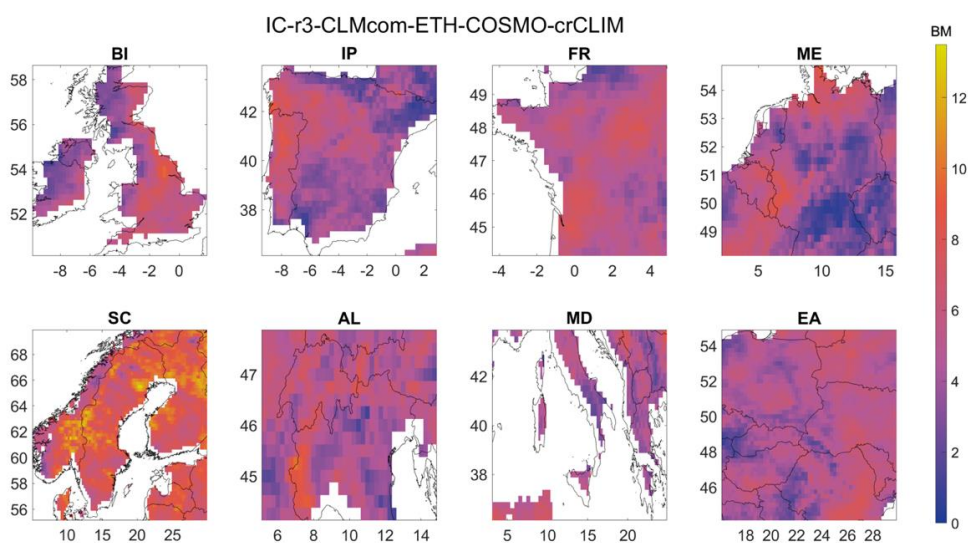 IC-r3-CLMcom-ETH-COSMO-crCLIM
BM
BI
IP
FR
ME
58
56
54
52
-8 -6 -4 -2 0
42
40
38
-8 -6 -4 -2 0 2
49
48
47
46
45
-4 -2 0 2 4
54
53
52
51
50
49
5 10 15
SC
AL
MD
EA
68
66
64
62
60
58
56
10 15 20 25
47
46
45
6 8 10 12 14
42
40
38
36
5 10 15 20
54
52
50
48
46
18 20 22 24 26 28
12
10
8
6
4
2
0